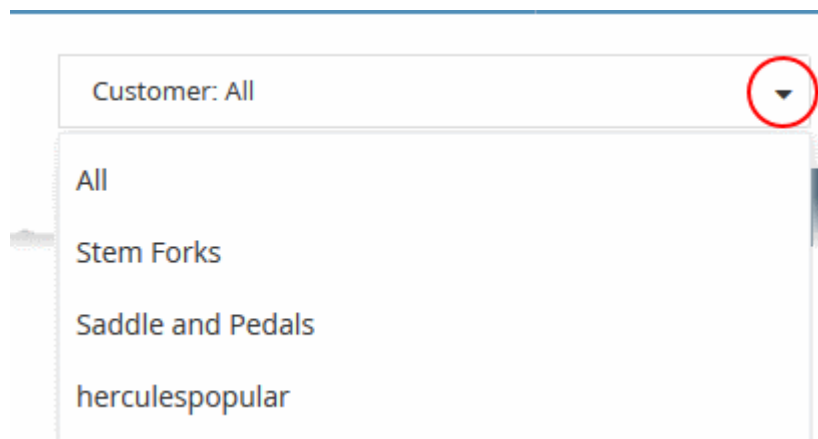 Customer: All
All
Stem Forks
Saddle and Pedals
herculespopular